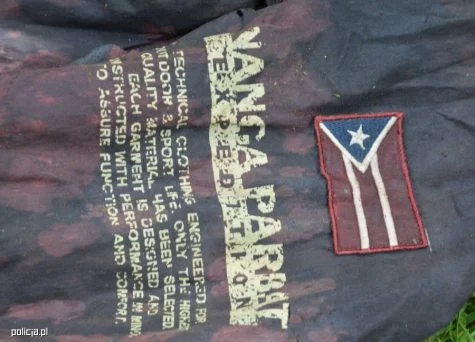 NANGA PARBAT
EXPEDITION
TECHNICAL CLOTHING ENGINEERED FOR
OUTDOOR & SPORT LIFE. ONLY THE HIGHEST
QUALITY MATERIAL HAS BEEN SELECTED.
EACH GARMENT IS DESIGNED AND
CONSTRUCTED WITH PERFORMANCE IN MIND
TO ASSURE FUNCTION AND COMFORT.
policja.pl